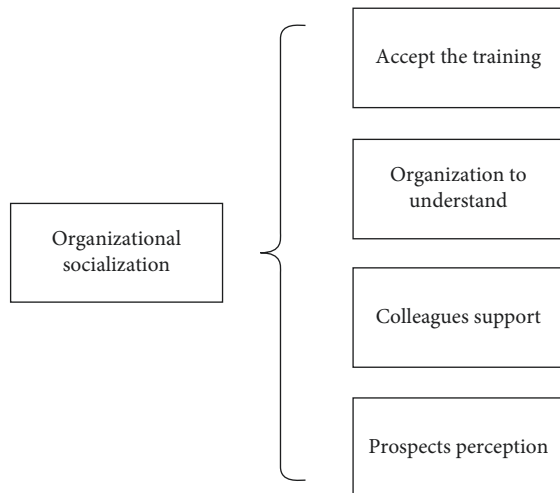 Organizational
socialization
Accept the training
Organization to
understand
Colleagues support
Prospects perception